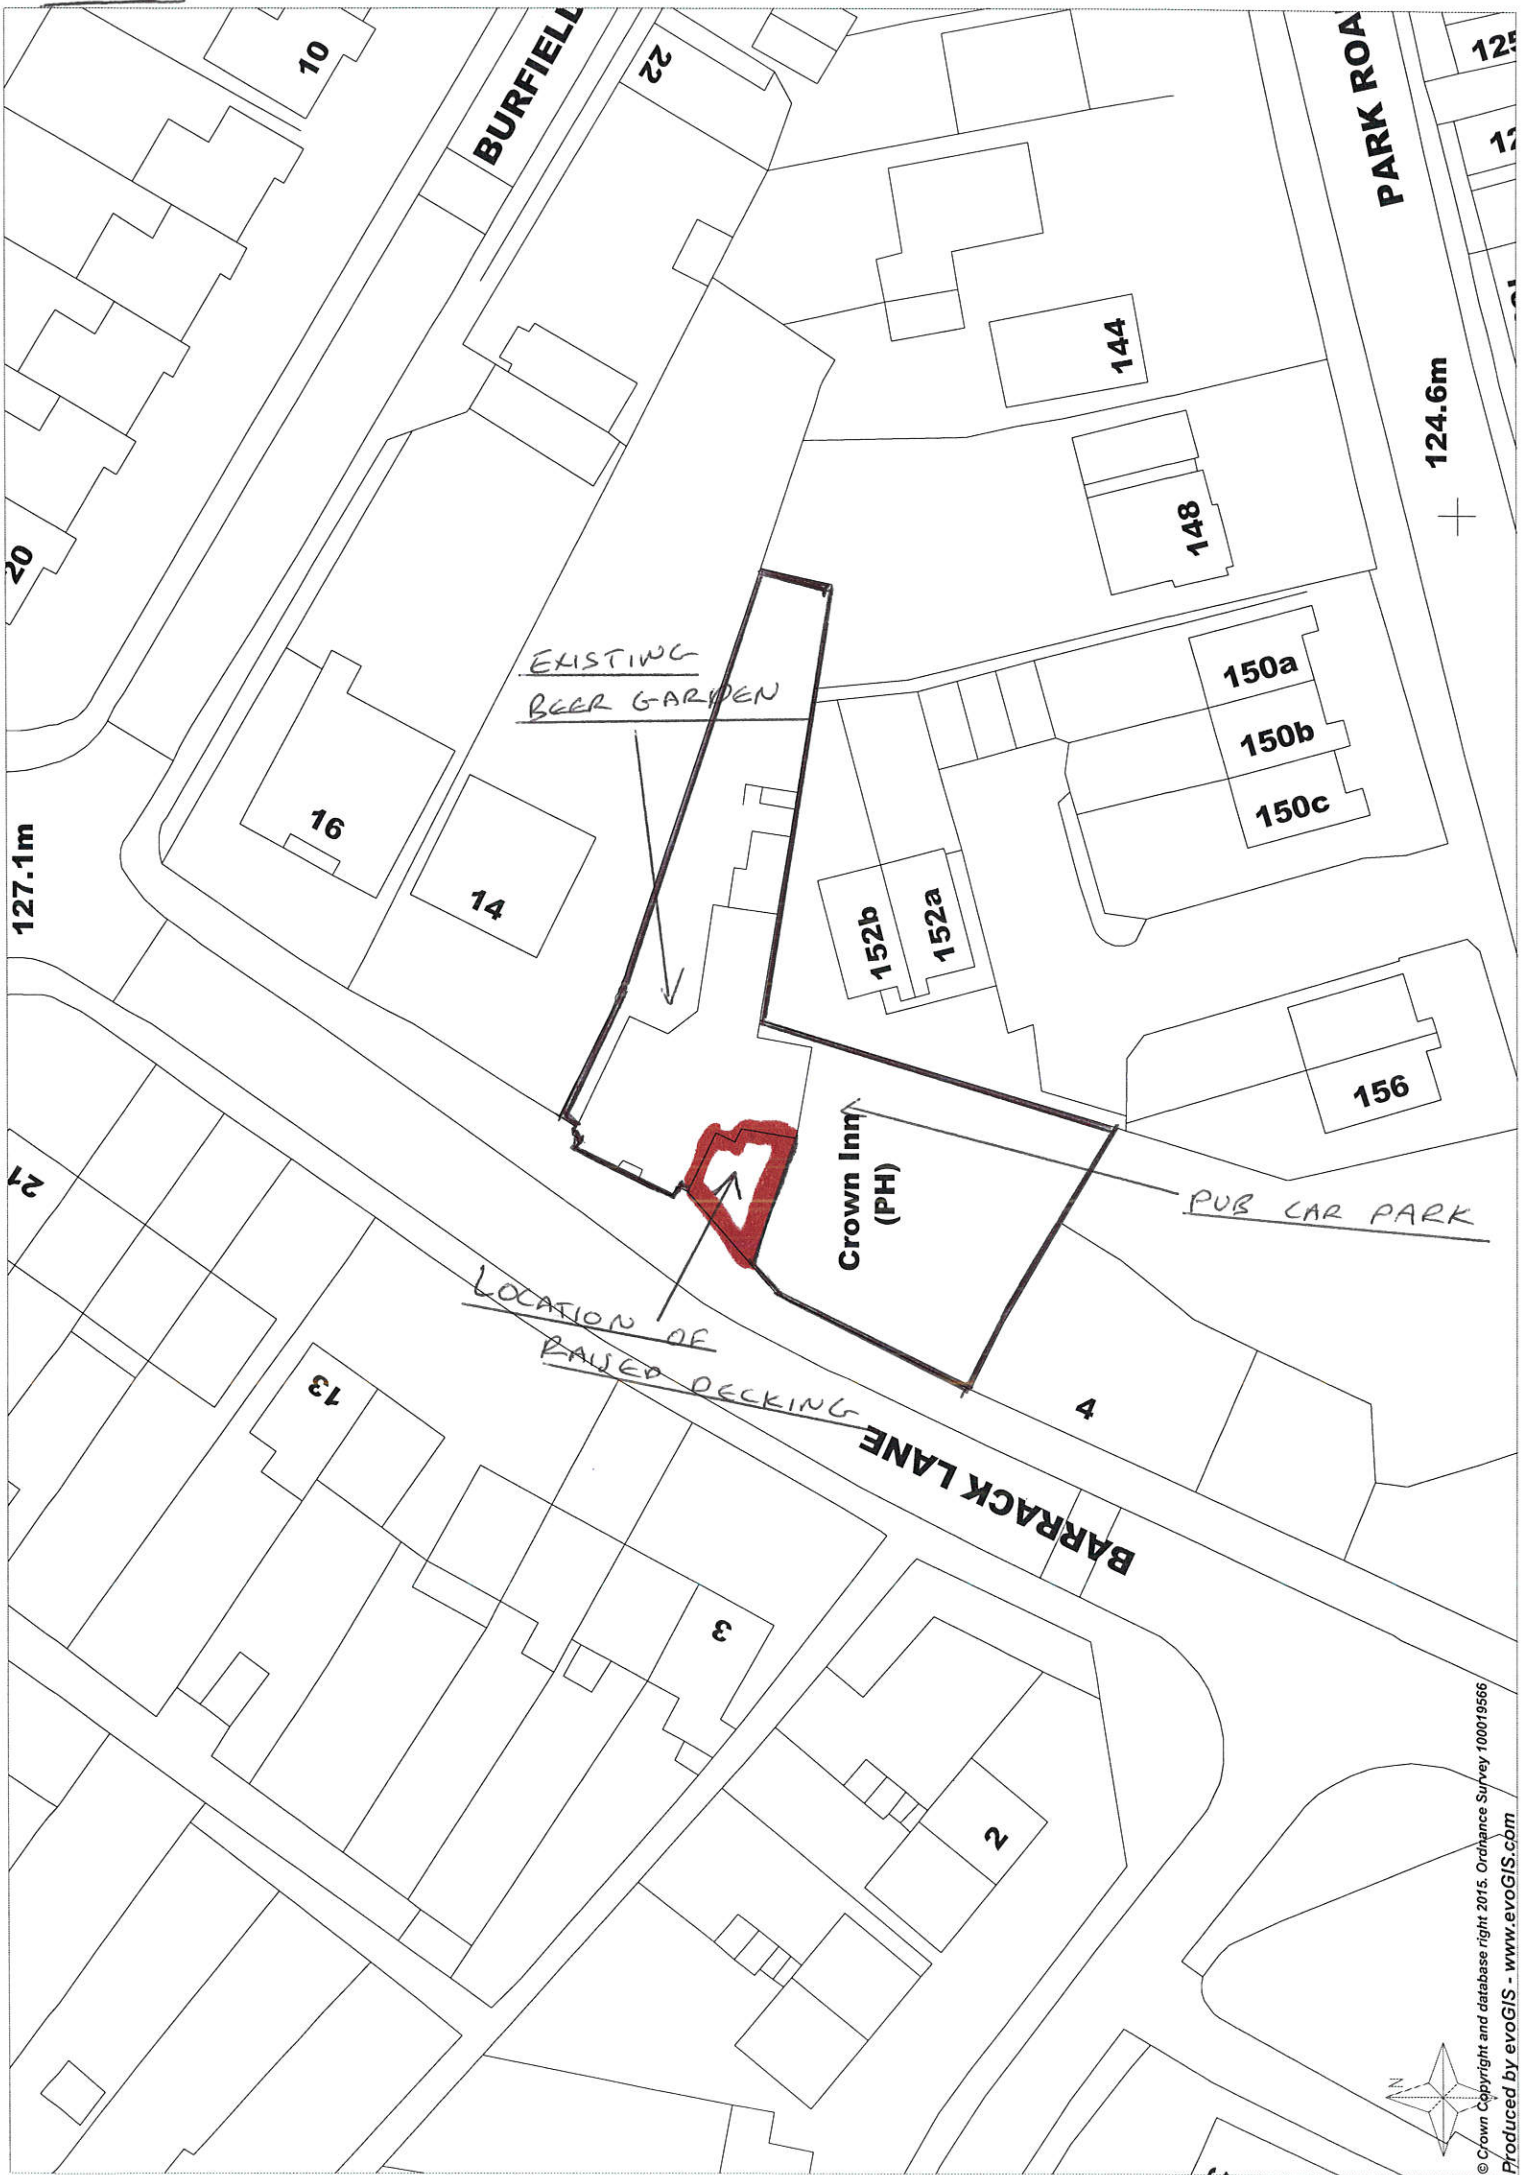 10
BURFIELD
22
PARK ROA
125
12
20
144
124.6m
148
EXISTING
BEER GARDEN
150a
150b
150c
127.1m
16
14
152b
152a
156
21
Crown Inn
(PH)
PUB CAR PARK
LOCATION OF
RAISED DECKING
13
BARRACK LANE
4
3
2
N
© Crown Copyright and database right 2015. Ordnance Survey 100019566
Produced by evoGIS - www.evoGIS.com